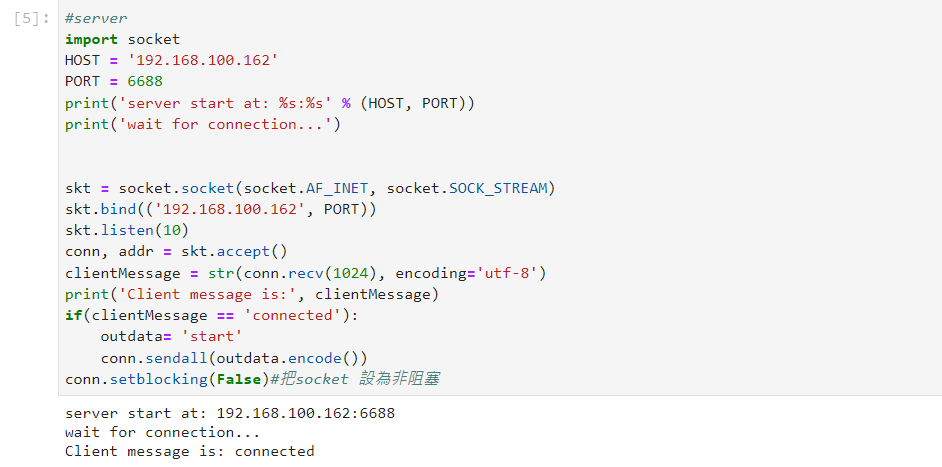 [5]:
#server
import socket
HOST = '192.168.100.162'
PORT = 6688
print('server start at: %s:%s' % (HOST, PORT))
print('wait for connection...')
skt = socket.socket(socket.AF_INET, socket.SOCK_STREAM)
skt.bind(('192.168.100.162', PORT))
skt.listen(10)
conn, addr = skt.accept()
clientMessage = str(conn.recv(1024), encoding='utf-8')
print('Client message is:', clientMessage)
if(clientMessage == 'connected'):
    outdata= 'start'
    conn.sendall(outdata.encode())
conn.setblocking(False)#把socket 設為非阻塞
server start at: 192.168.100.162:6688
wait for connection...
Client message is: connected